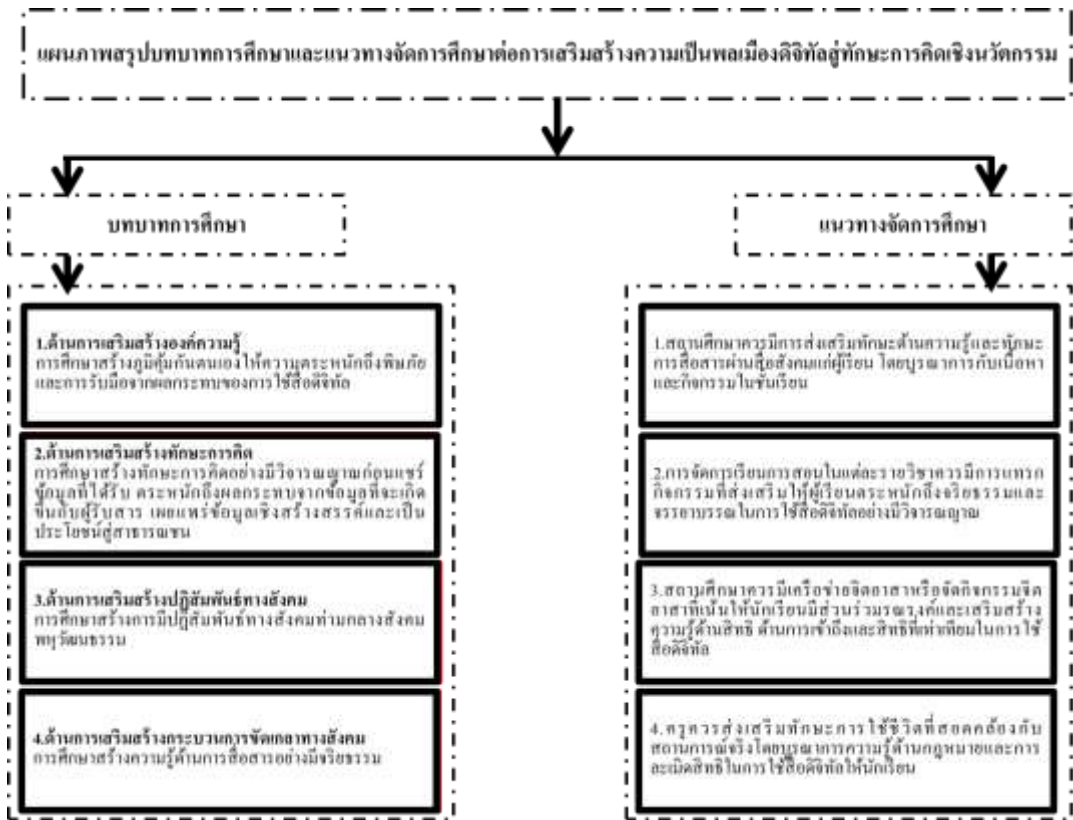 แผนภาพสรุปบทบาทการศึกษาและแนวทางจัดการศึกษาต่อการเสริมสร้างความเป็นพลเมืองดิจิทัลสู่ทักษะการคิดเชิงนวัตกรรม
บทบาทการศึกษา
1.ด้านการเสริมสร้างองค์ความรู้
การศึกษาสร้างภูมิคุ้มกันตนเองให้ความตระหนักถึงพิษภัย
และการรับมือจากผลกระทบของการใช้สื่อดิจิทัล
2.ด้านการเสริมสร้างทักษะการคิด
การศึกษาสร้างทักษะการคิดอย่างมีวิจารณญาณก่อนแชร์
ข้อมูลที่ได้รับ ตระหนักถึงผลกระทบจากข้อมูลที่จะเกิด
ขึ้นกับผู้รับสาร เผยแพร่ข้อมูลเชิงสร้างสรรค์และเป็น
ประโยชน์สู่สาธารณชน
3.ด้านการเสริมสร้างปฏิสัมพันธ์ทางสังคม
การศึกษาสร้างการมีปฏิสัมพันธ์ทางสังคมท่ามกลางสังคม
พหุวัฒนธรรม
4.ด้านการเสริมสร้างกระบวนการขัดเกลาทางสังคม
การศึกษาสร้างความรู้ด้านการสื่อสารอย่างมีจริยธรรม
แนวทางจัดการศึกษา
1.สถานศึกษาควรมีการส่งเสริมทักษะด้านความรู้และทักษะ
การสื่อสารผ่านสื่อสังคมแก่ผู้เรียน โดยบูรณาการกับเนื้อหา
และกิจกรรมในชั้นเรียน
2.การจัดการเรียนการสอนในแต่ละรายวิชาควรมีการแทรก
กิจกรรมที่ส่งเสริมให้ผู้เรียนตระหนักถึงจริยธรรมและ
จรรยาบรรณในการใช้สื่อดิจิทัลอย่างมีวิจารณญาณ
3.สถานศึกษาควรมีเครือข่ายจิตอาสาหรือจัดกิจกรรมจิต
อาสาที่เน้นให้นักเรียนมีส่วนร่วมรณรงค์และเสริมสร้าง
ความรู้ด้านสิทธิ ด้านการเข้าถึงและสิทธิที่เท่าเทียมในการใช้
สื่อดิจิทัล
4.ครูควรส่งเสริมทักษะการใช้ชีวิตที่สอดคล้องกับ
สถานการณ์จริงโดยบูรณาการความรู้ด้านกฎหมายและการ
ละเมิดสิทธิในการใช้สื่อดิจิทัลให้นักเรียน